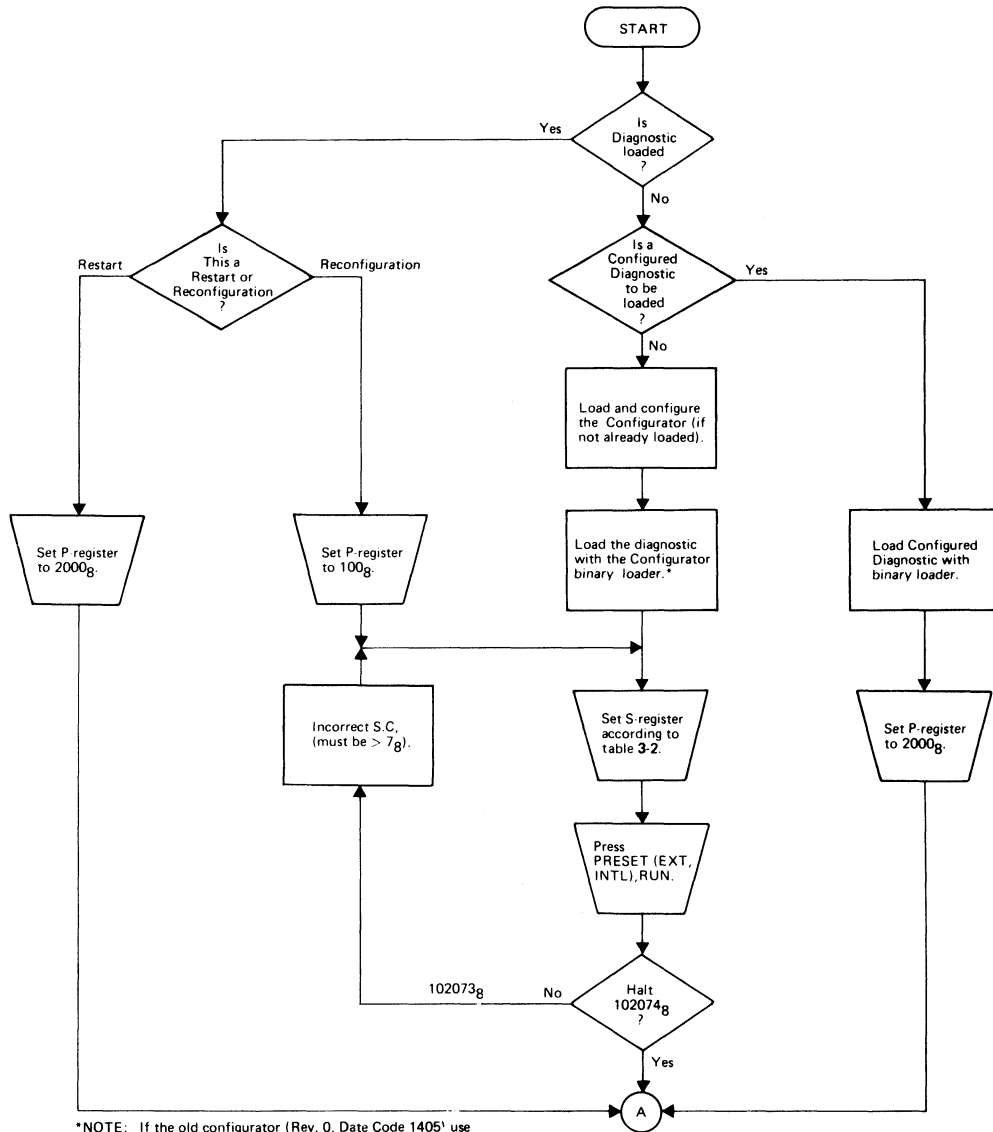 START
Is
Diagnostic
loaded
?
Yes
No
Is
This a
Restart or
Reconfiguration
?
Restart
Reconfiguration
Is a
Configured
Diagnostic
to be
loaded
?
Yes
No
Load and configure
the Configurator (if
not already loaded).
Set P-register
to 2000₈.
Set P-register
to 100₈.
Load the diagnostic
with the Configurator
binary loader.*
Load Configured
Diagnostic with
binary loader.
Incorrect S.C,
(must be > 7₈).
Set S-register
according to
table 3-2.
Set P-register
to 2000₈.
Press
PRESET (EXT,
INTL),RUN.
102073₈
No
Halt
102074₈
?
Yes
A
*NOTE: If the old configurator (Rev. 0, Date Code 1405) use